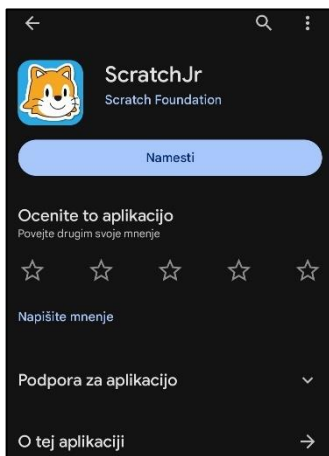 ScratchJr
Scratch Foundation
Namesti
Ocenite to aplikacijo
Povejte drugim svoje mnenje
Napišite mnenje
Podpora za aplikacijo
O tej aplikaciji